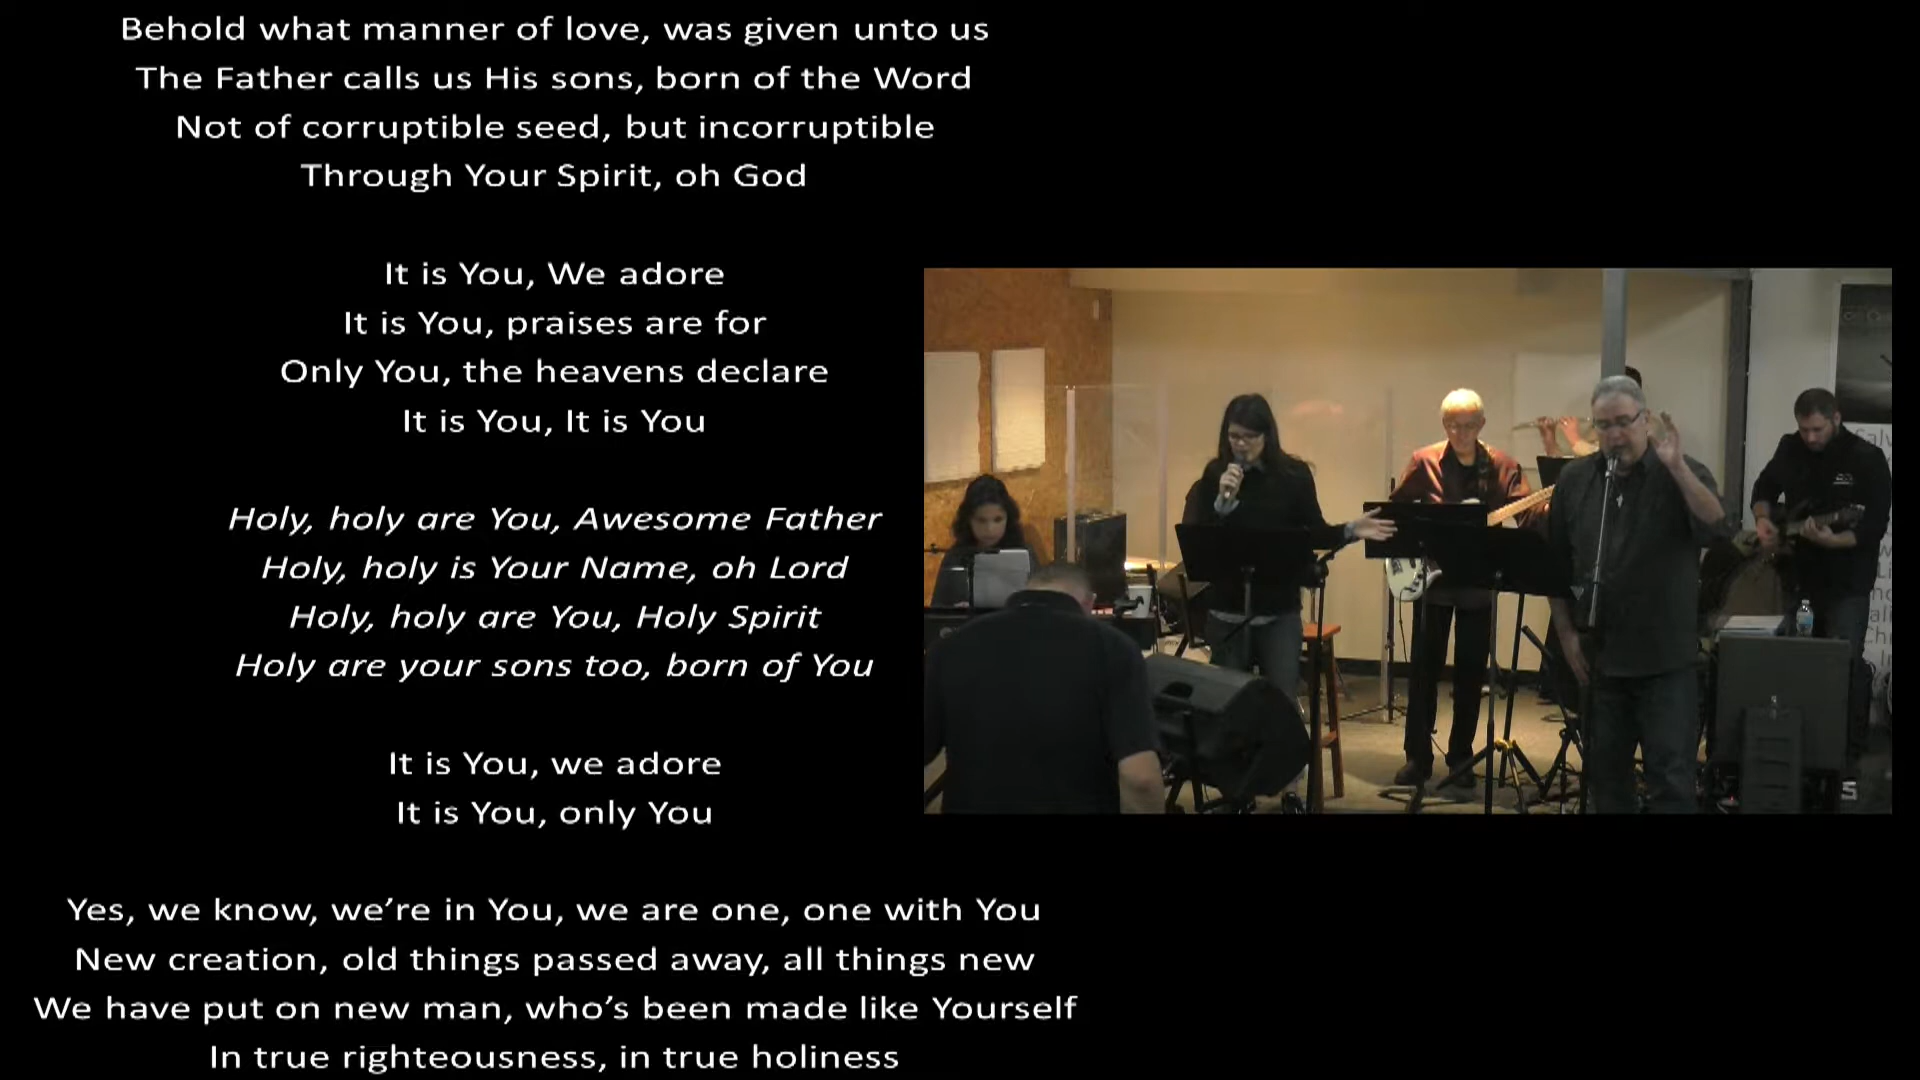 Behold what manner of love, was given unto us
The Father calls us His sons, born of the Word
Not of corruptible seed, but incorruptible
Through Your Spirit, oh God
It is You, We adore
It is You, praises are for
Only You, the heavens declare
It is You, It is You
Holy, holy are You, Awesome Father
Holy, holy is Your Name, oh Lord
Holy, holy are You, Holy Spirit
Holy are your sons too, born of You
It is You, we adore
It is You, only You
Yes, we know, we’re in You, we are one, one with You
New creation, old things passed away, all things new
We have put on new man, who’s been made like Yourself
In true righteousness, in true holiness